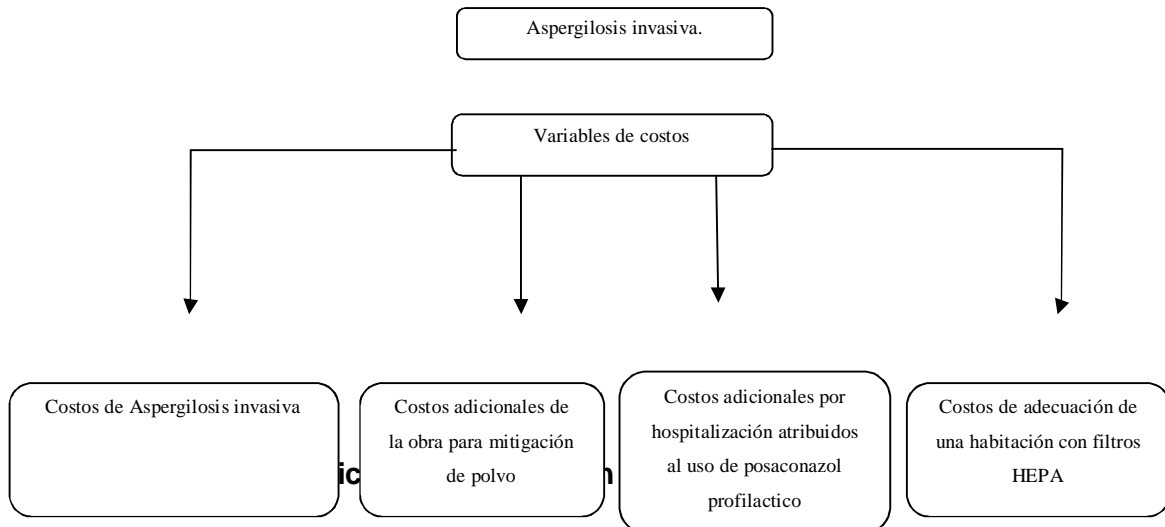 Aspergilosis invasiva.
Variables de costos
Costos de Aspergilosis invasiva
Costos adicionales de
la obra para mitigación
de polvo
Costos adicionales por
hospitalización atribuidos
al uso de posaconazol
profilactico
Costos de adecuación de
una habitación con filtros
HEPA